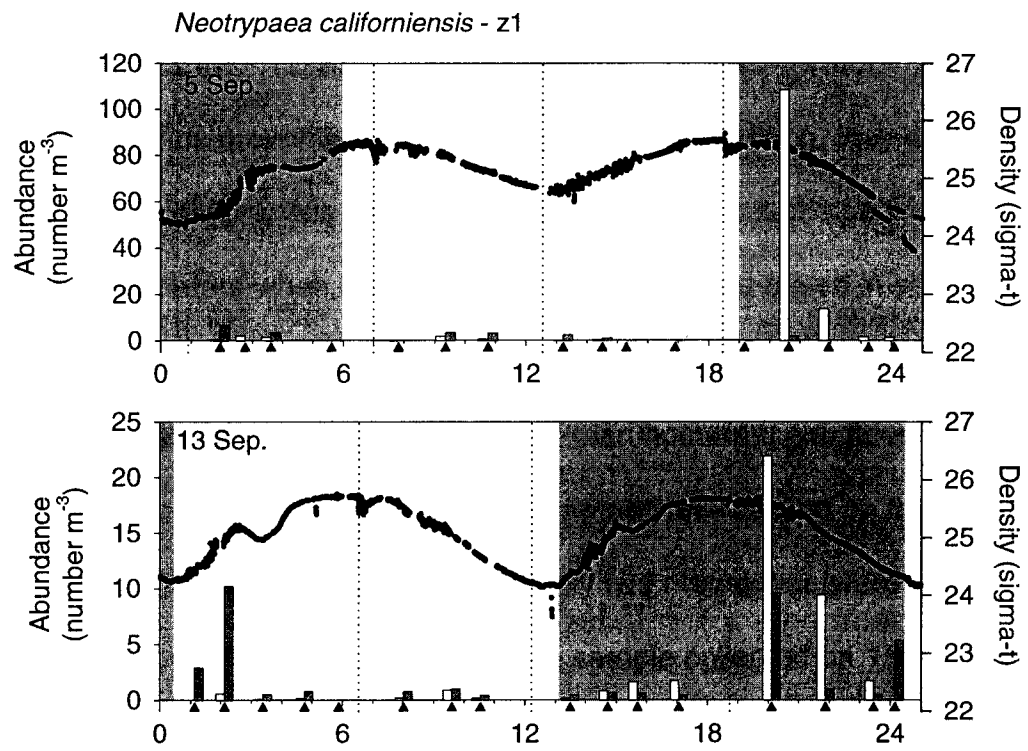 Neotrypaea californiensis - z1
5 Sep.
Abundance
(number m-3)
120
100
80
60
40
20
0
27
26
25
24
23
22
Density (sigma-t)
0 6 12 18 24
13 Sep.
Abundance
(number m-3)
25
20
15
10
5
0
27
26
25
24
23
22
Density (sigma-t)
0 6 12 18 24